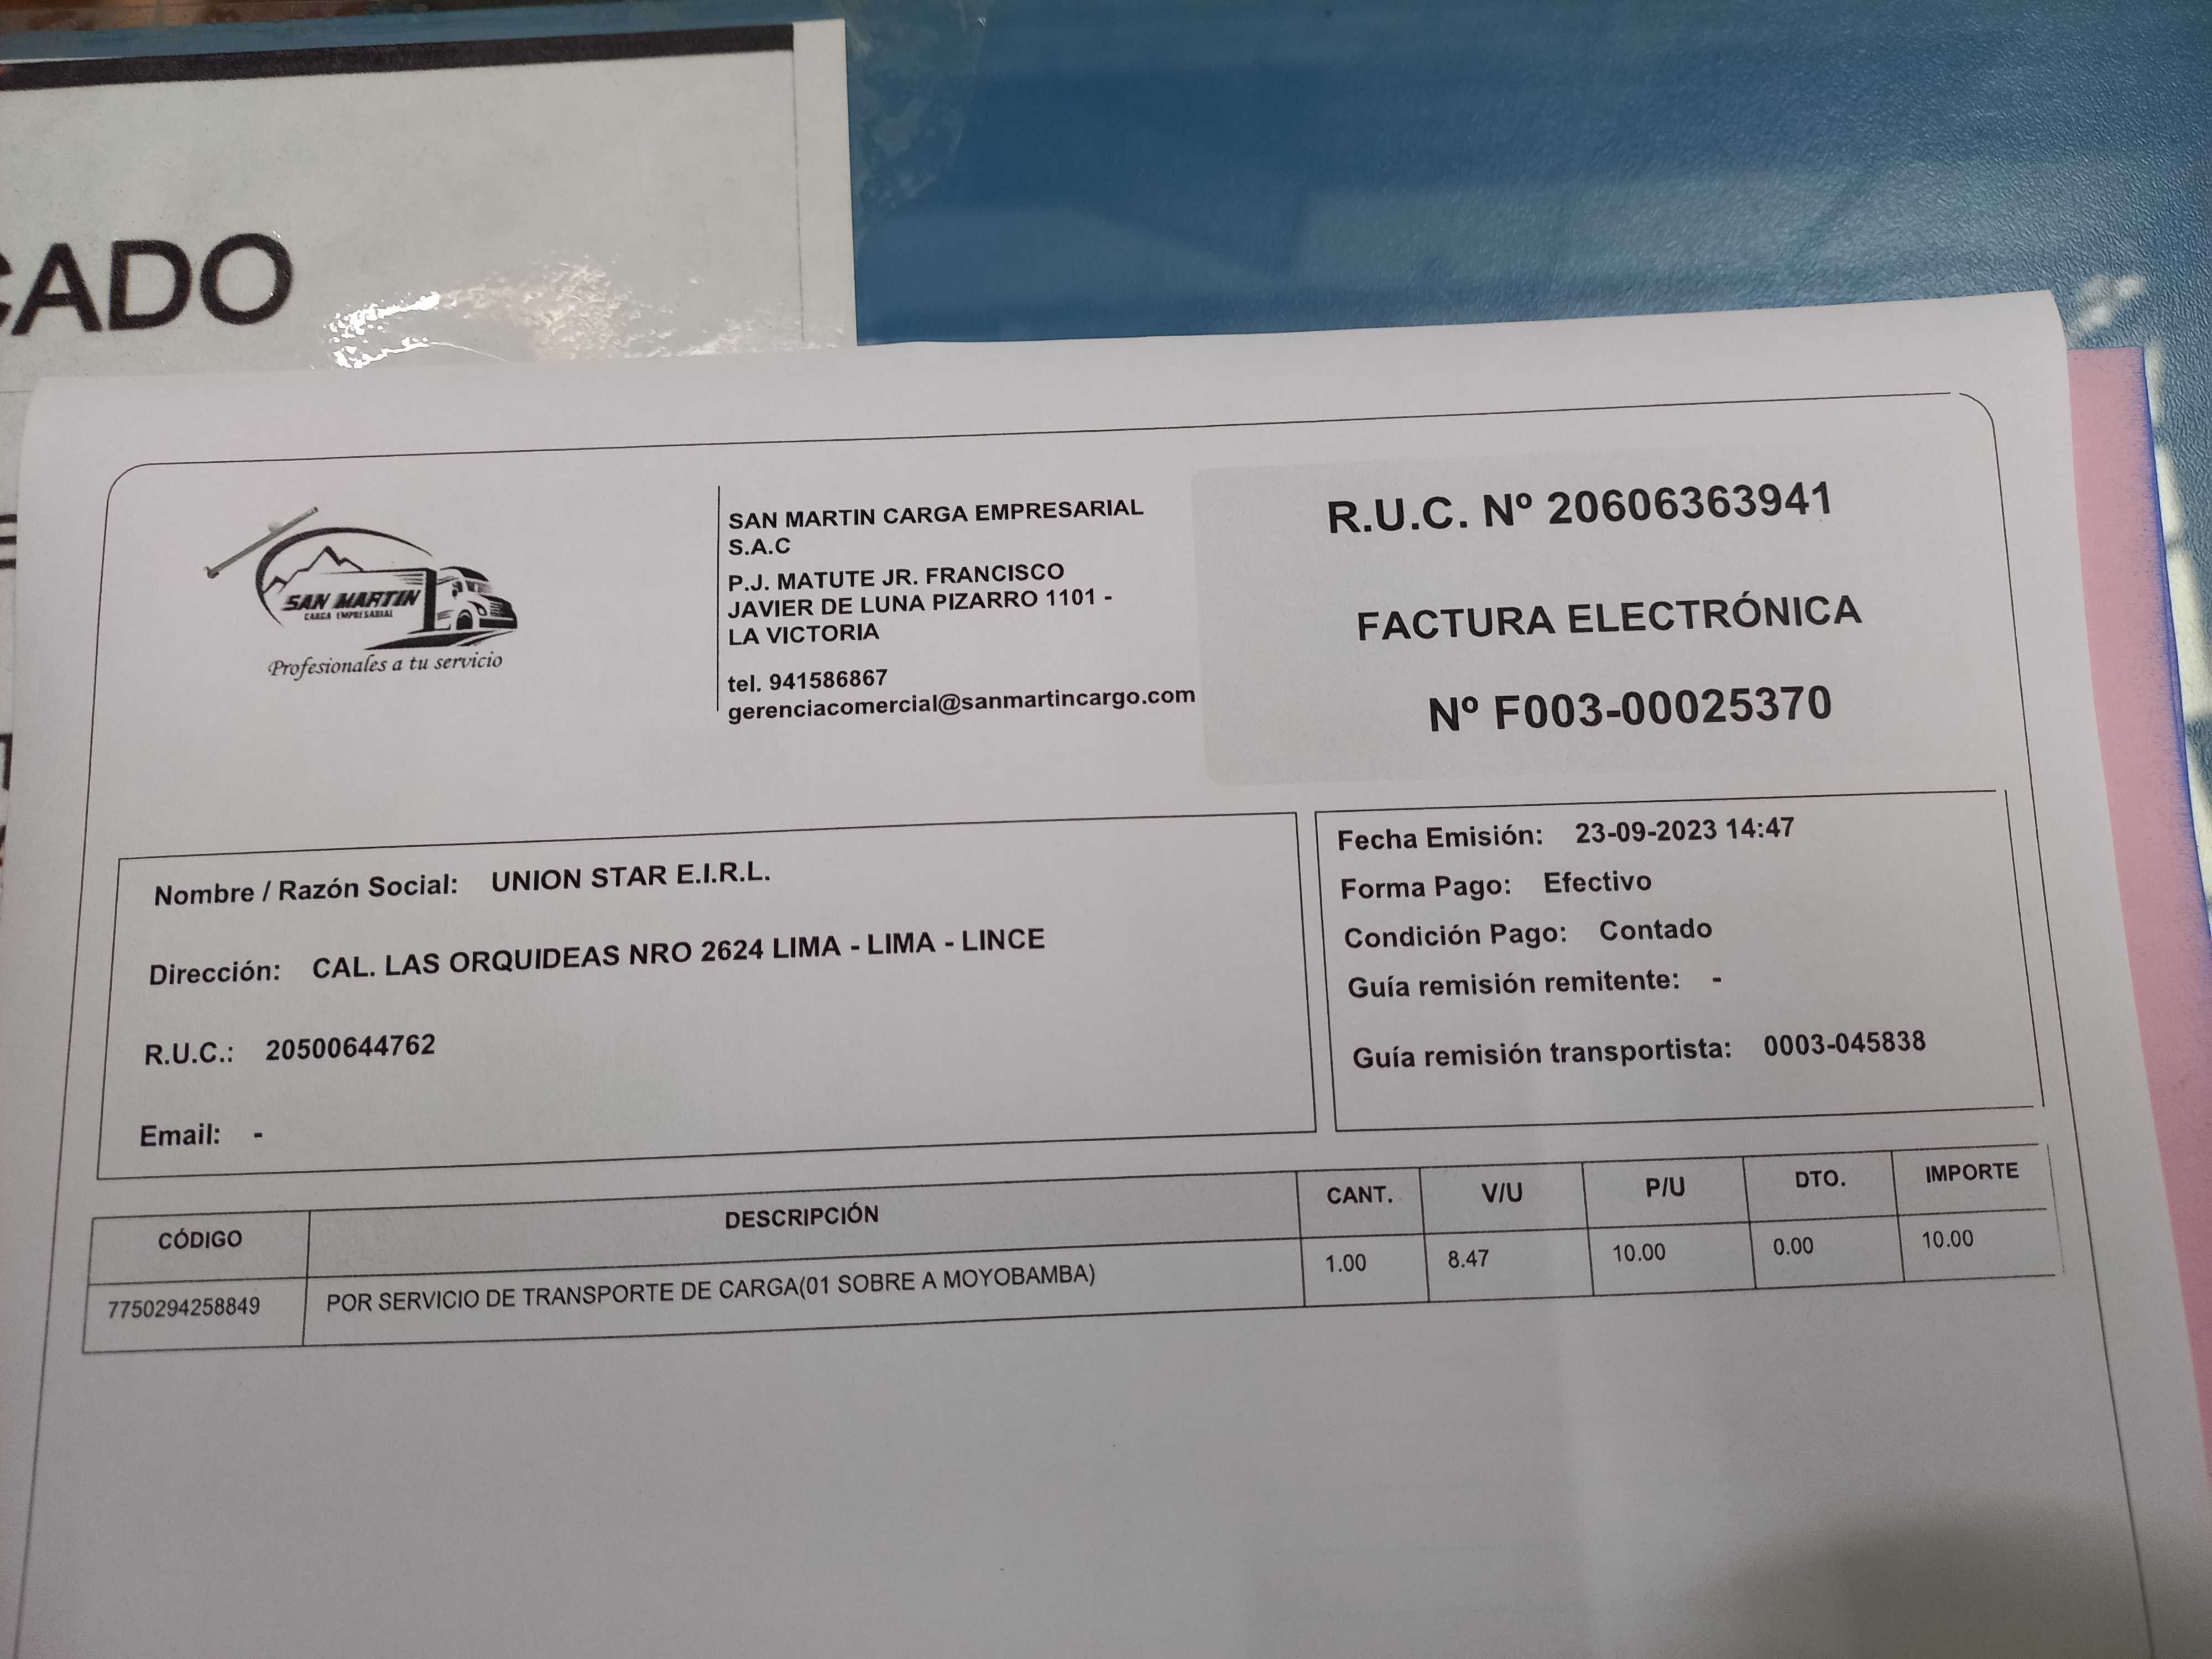 CADO
SAN MARTIN
CARGA EMPRESARIAL
Profesionales a tu servicio
SAN MARTIN CARGA EMPRESARIAL
S.A.C
P.J. MATUTE JR. FRANCISCO
JAVIER DE LUNA PIZARRO 1101 -
LA VICTORIA
tel. 941586867
gerenciacomercial@sanmartincargo.com
R.U.C. Nº 20606363941
FACTURA ELECTRÓNICA
Nº F003-00025370
Nombre / Razón Social: UNION STAR E.I.R.L.
Dirección: CAL. LAS ORQUIDEAS NRO 2624 LIMA - LIMA - LINCE
R.U.C.: 20500644762
Email: -
Fecha Emisión: 23-09-2023 14:47
Forma Pago: Efectivo
Condición Pago: Contado
Guía remisión remitente: -
Guía remisión transportista: 0003-045838
CÓDIGO DESCRIPCIÓN CANT. V/U P/U DTO. IMPORTE
7750294258849 POR SERVICIO DE TRANSPORTE DE CARGA(01 SOBRE A MOYOBAMBA) 1.00 8.47 10.00 0.00 10.00